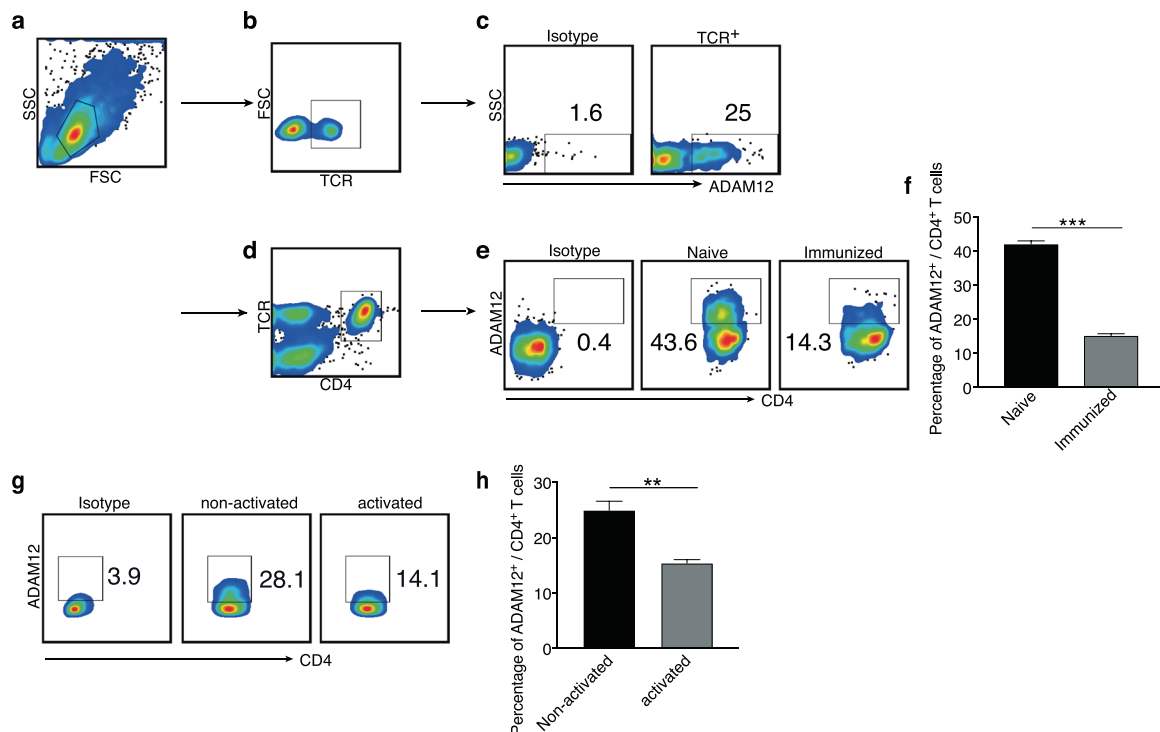 a
SSC
FSC
b
FSC
TCR
c
Isotype
TCR+
SSC
1.6
25
ADAM12
d
TCR
CD4
e
Isotype
Naive
Immunized
ADAM12
0.4
43.6
14.3
CD4
f
Percentage of ADAM12+ / CD4+ T cells
50
40
30
20
10
0
***
Naive
Immunized
g
Isotype
non-activated
activated
ADAM12
3.9
28.1
14.1
CD4
h
Percentage of ADAM12+ / CD4+ T cells
30
20
10
0
**
Non-activated
activated